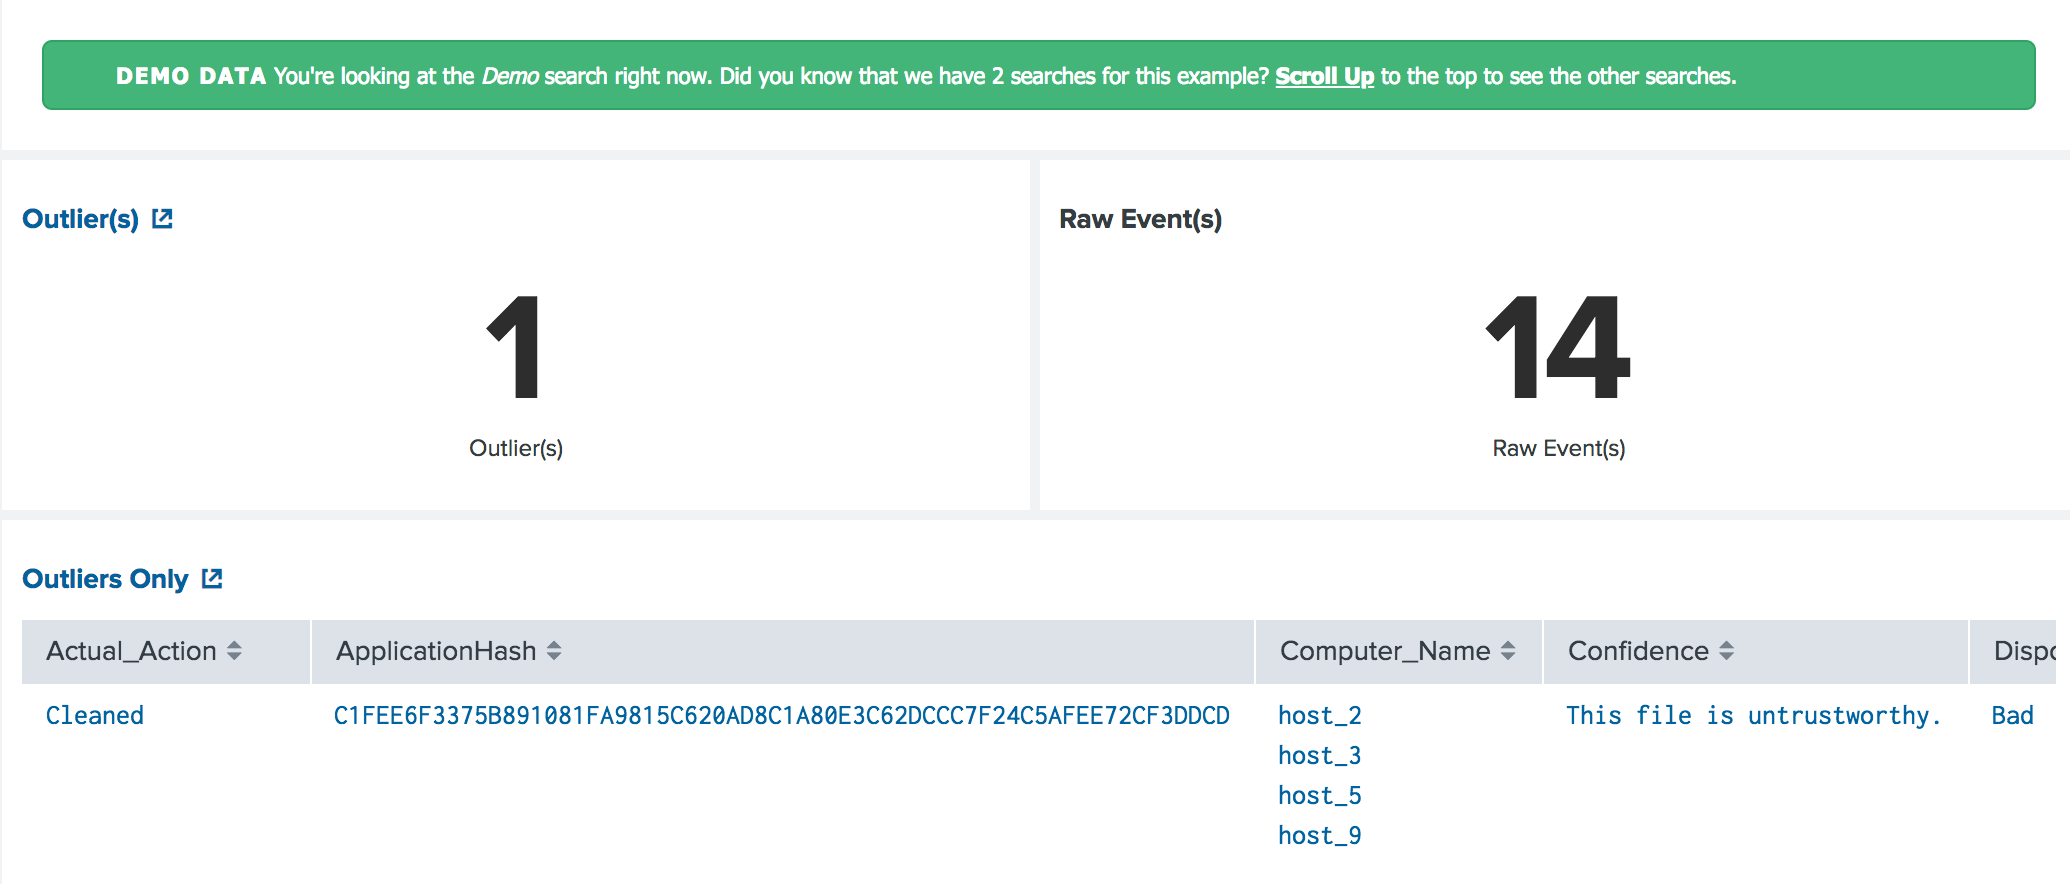 DEMO DATA You're looking at the Demo search right now. Did you know that we have 2 searches for this example? Scroll Up to the top to see the other searches.
Outlier(s)
Raw Event(s)
1
Outlier(s)
14
Raw Event(s)
Outliers Only
Actual_Action ApplicationHash Computer_Name Confidence Dispo
Cleaned C1FEE6F3375B891081FA9815C620AD8C1A80E3C62DCCC7F24C5AFEE72CF3DDCD host_2 This file is untrustworthy. Bad
host_3
host_5
host_9